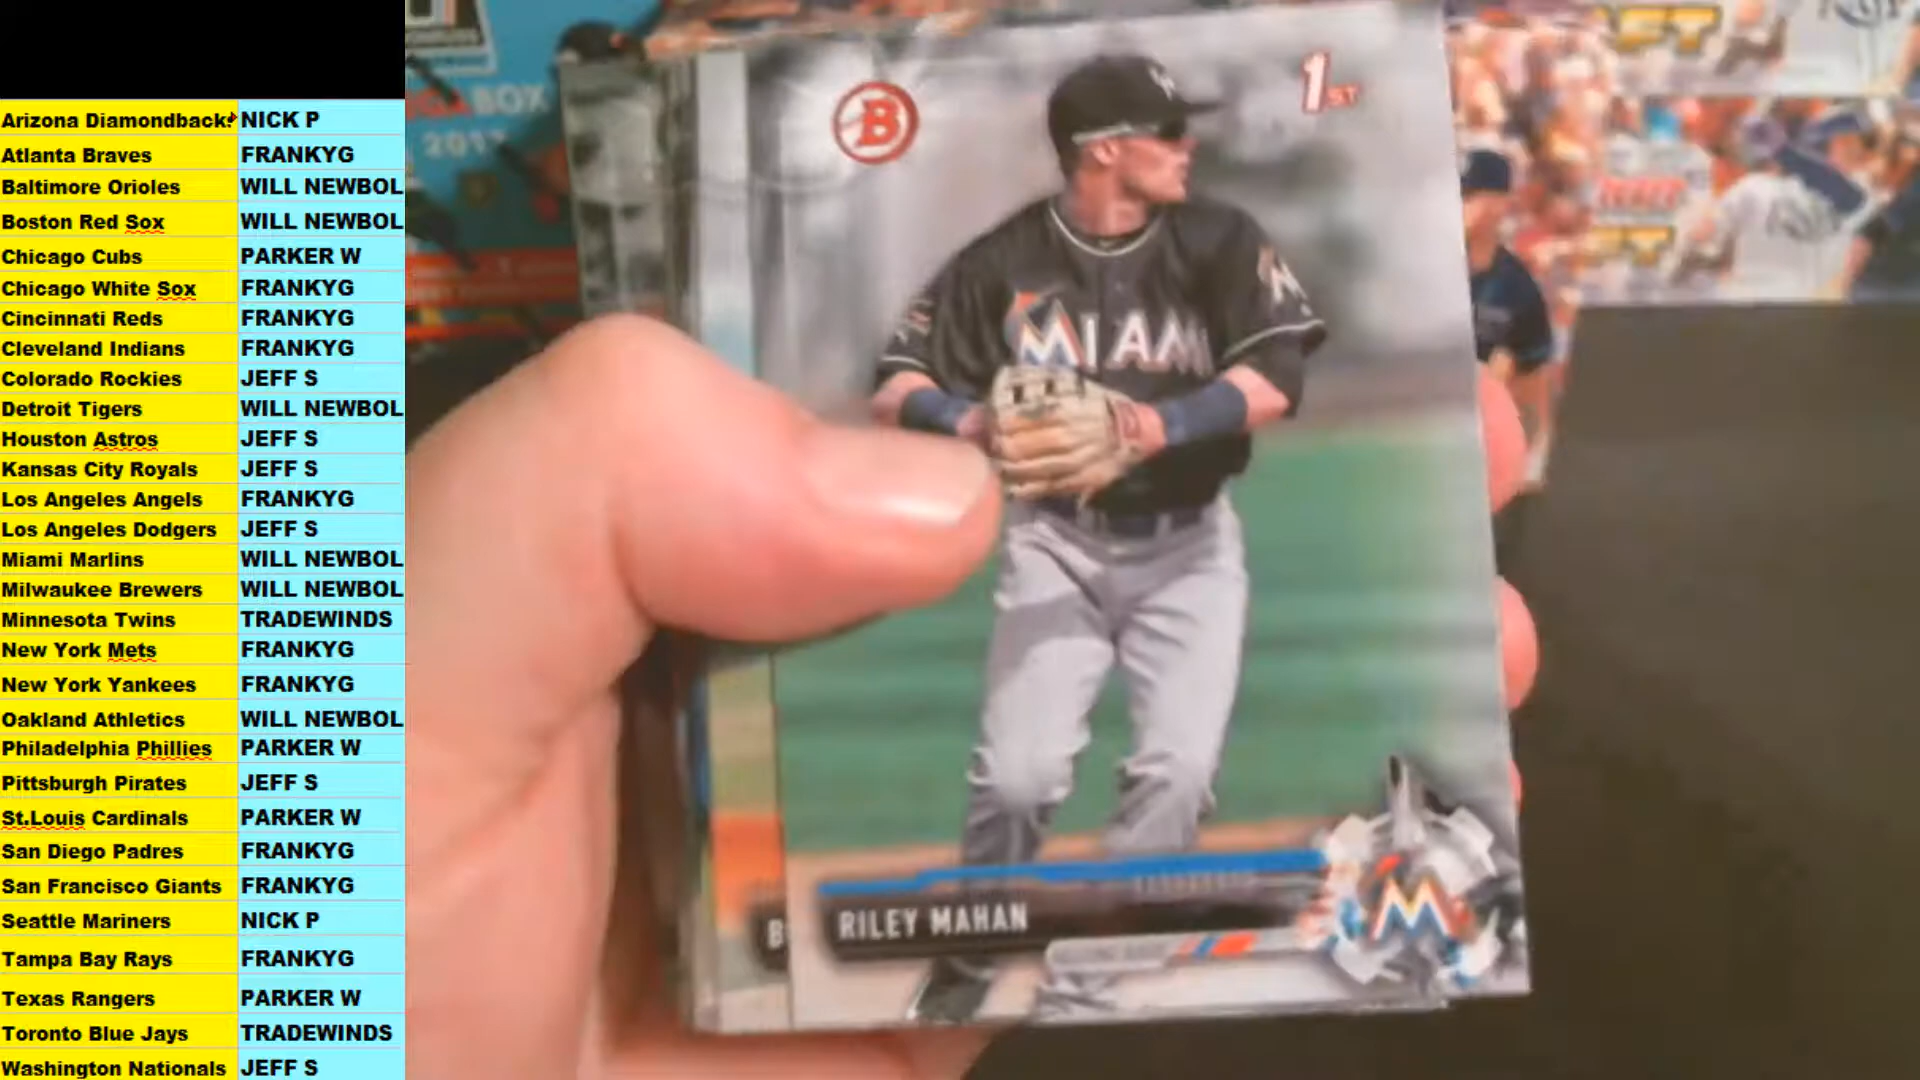 Arizona Diamondbacks NICK P
Atlanta Braves FRANKYG
Baltimore Orioles WILL NEWBOL
Boston Red Sox WILL NEWBOL
Chicago Cubs PARKER W
Chicago White Sox FRANKYG
Cincinnati Reds FRANKYG
Cleveland Indians FRANKYG
Colorado Rockies JEFF S
Detroit Tigers WILL NEWBOL
Houston Astros JEFF S
Kansas City Royals JEFF S
Los Angeles Angels FRANKYG
Los Angeles Dodgers JEFF S
Miami Marlins WILL NEWBOL
Milwaukee Brewers WILL NEWBOL
Minnesota Twins TRADEWINDS
New York Mets FRANKYG
New York Yankees FRANKYG
Oakland Athletics WILL NEWBOL
Philadelphia Phillies PARKER W
Pittsburgh Pirates JEFF S
St.Louis Cardinals PARKER W
San Diego Padres FRANKYG
San Francisco Giants FRANKYG
Seattle Mariners NICK P
Tampa Bay Rays FRANKYG
Texas Rangers PARKER W
Toronto Blue Jays TRADEWINDS
Washington Nationals JEFF S
BOX
2017
B
1ST
MIAMI
M
B
RILEY MAHAN
M
FT